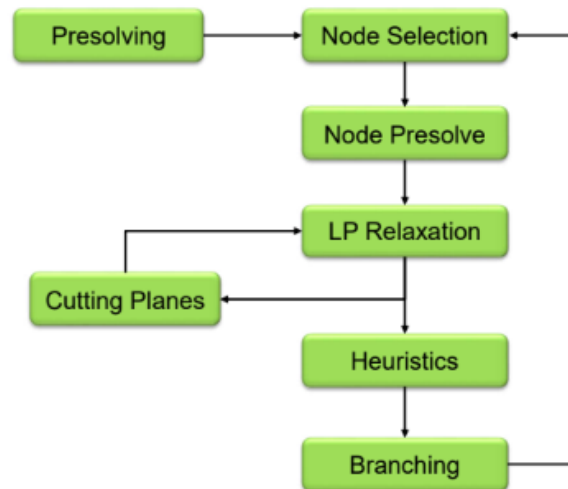 Presolving
Node Selection
Node Presolve
LP Relaxation
Cutting Planes
Heuristics
Branching